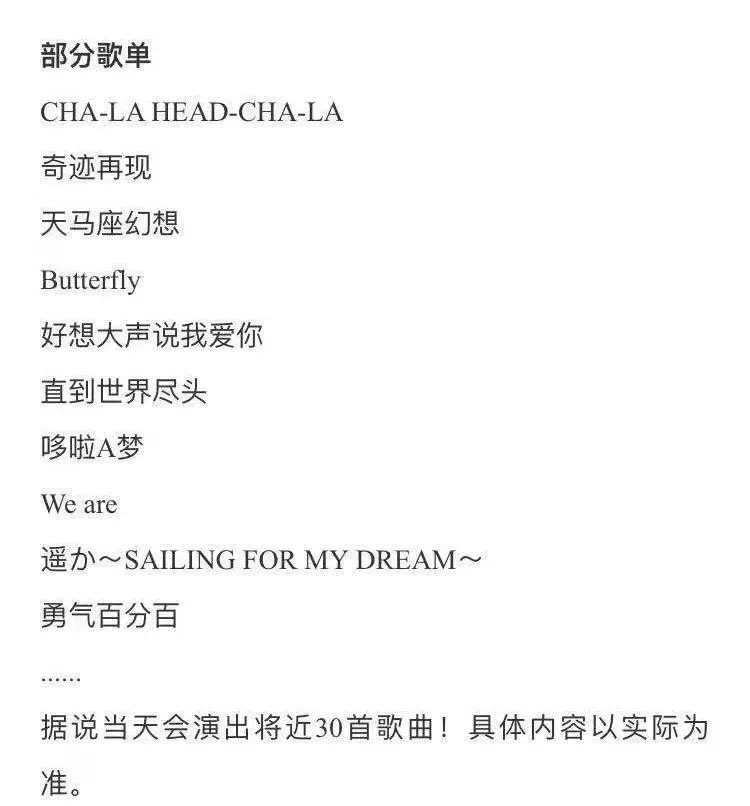 部分歌单
CHA-LA HEAD-CHA-LA
奇迹再现
天马座幻想
Butterfly
好想大声说我爱你
直到世界尽头
哆啦A梦
We are
遥か～SAILING FOR MY DREAM～
勇气百分百
......
据说当天会演出将近30首歌曲！具体内容以实际为
准。